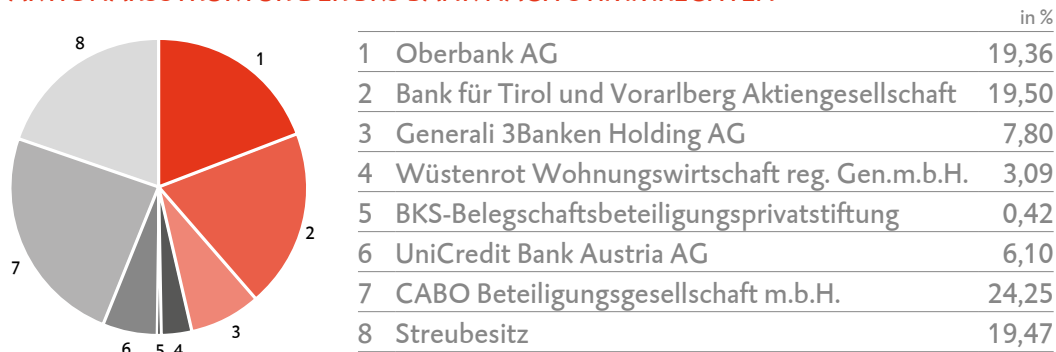 in %
1 Oberbank AG 19,36
2 Bank für Tirol und Vorarlberg Aktiengesellschaft 19,50
3 Generali 3Banken Holding AG 7,80
4 Wüstenrot Wohnungswirtschaft reg. Gen.m.b.H. 3,09
5 BKS-Belegschaftsbeteiligungsprivatstiftung 0,42
6 UniCredit Bank Austria AG 6,10
7 CABO Beteiligungsgesellschaft m.b.H. 24,25
8 Streubesitz 19,47
8
1
2
7
3
6 5 4